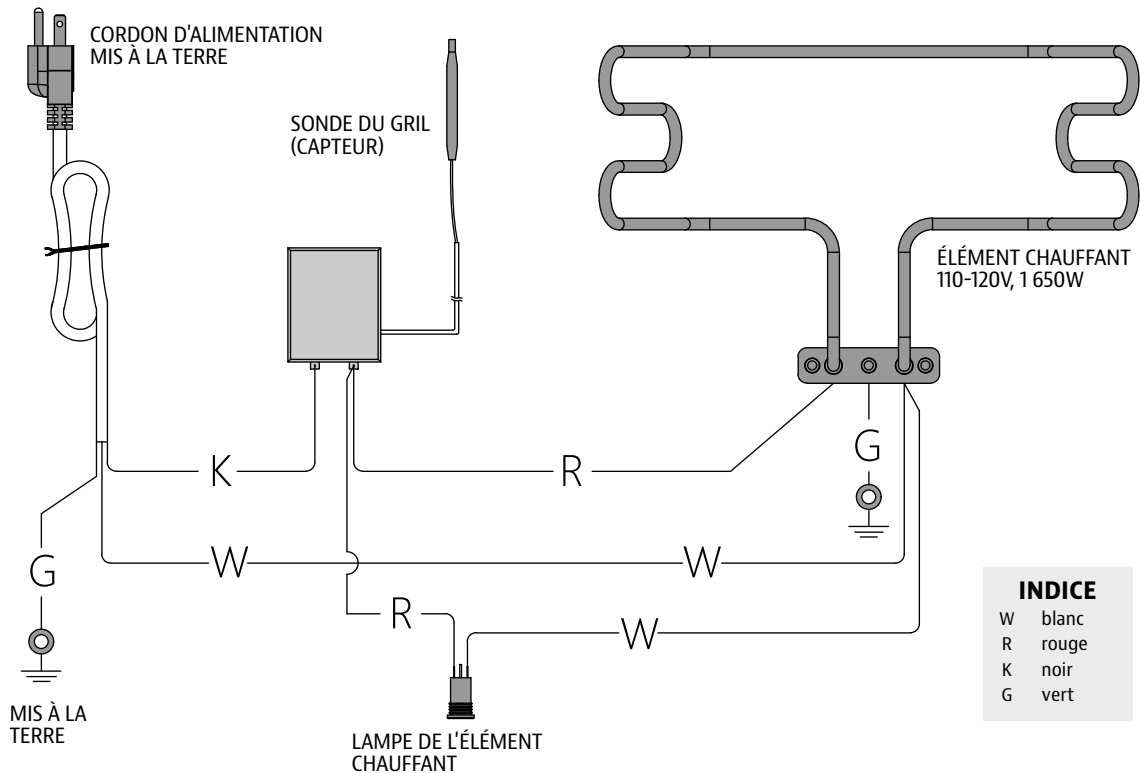 CORDON D'ALIMENTATION
MIS À LA TERRE
SONDE DU GRIL
(CAPTEUR)
ÉLÉMENT CHAUFFANT
110-120V, 1 650W
K
R
G
G
W
W
R
W
INDICE
W blanc
R rouge
K noir
G vert
MIS À LA
TERRE
LAMPE DE L'ÉLÉMENT
CHAUFFANT